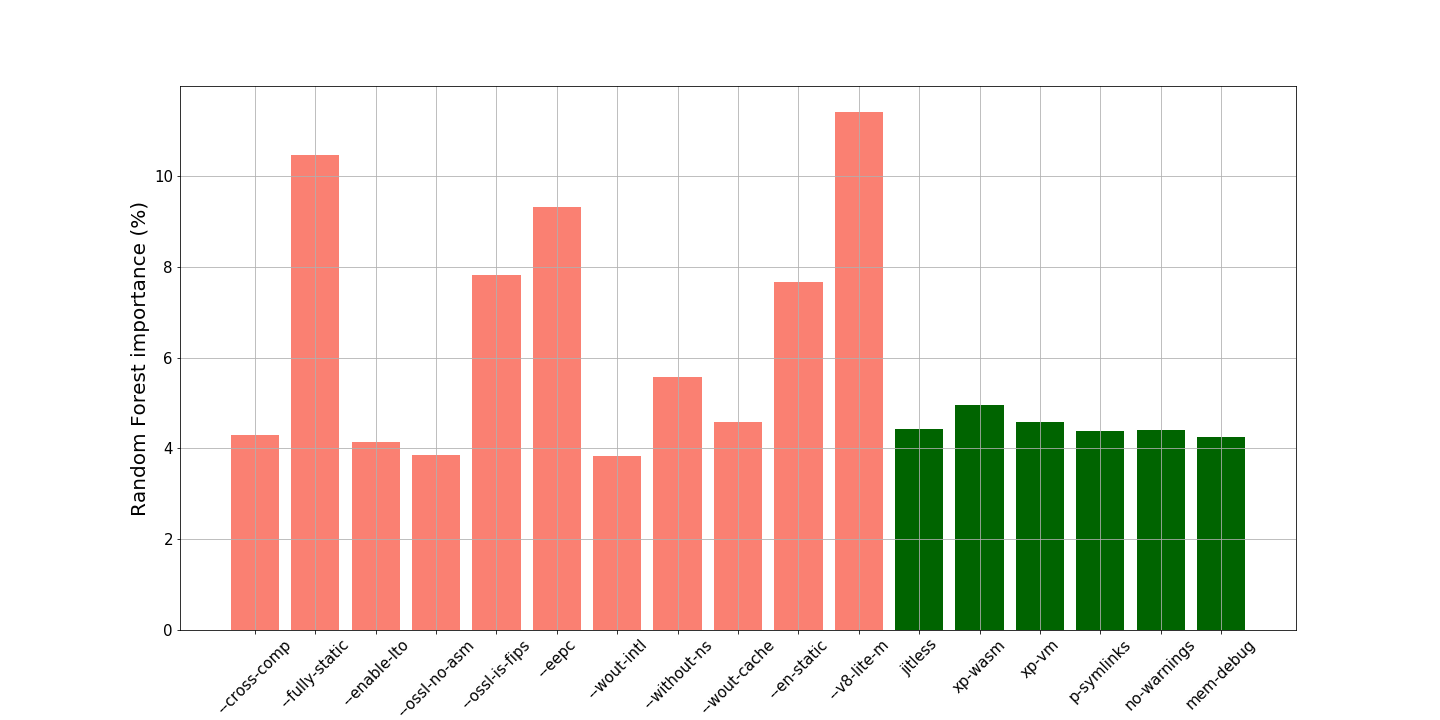 Random Forest importance (%)
10
8
6
4
2
0
--cross-comp
--fully-static
--enable-lto
--ossl-no-asm
--ossl-is-fips
--eepc
--wout-intl
--without-ns
--wout-cache
--en-static
--v8-lite-m
jitless
xp-wasm
xp-vm
p-symlinks
no-warnings
mem-debug